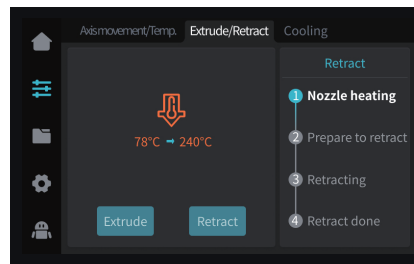 Axis movement/Temp. Extrude/Retract Cooling
Retract
1 Nozzle heating
78°C → 240°C
2 Prepare to retract
3 Retracting
Extrude Retract
4 Retract done